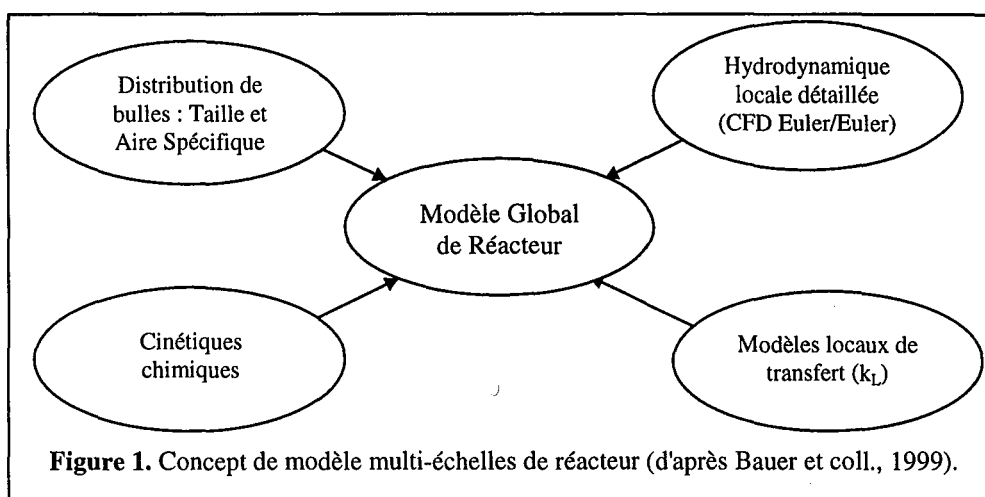 Distribution de
bulles : Taille et
Aire Spécifique
Hydrodynamique
locale détaillée
(CFD Euler/Euler)
Modèle Global
de Réacteur
Cinétiques
chimiques
Modèles locaux de
transfert (kL)
Figure 1. Concept de modèle multi-échelles de réacteur (d'après Bauer et coll., 1999).